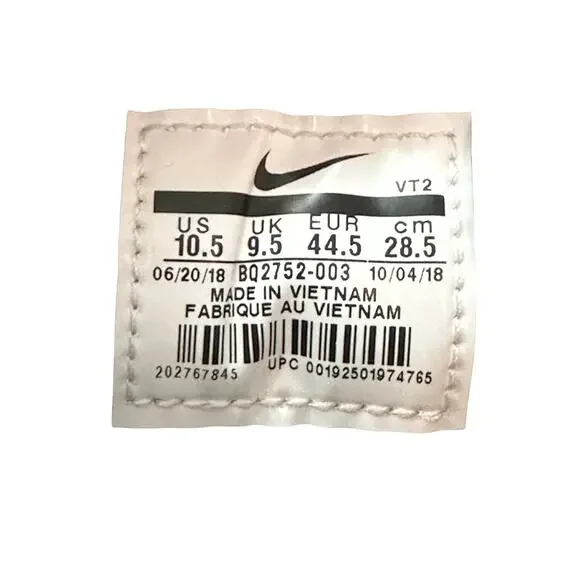 VT2
US UK EUR cm
10.5 9.5 44.5 28.5
06/20/18 BQ2752-003 10/04/18
MADE IN VIETNAM
FABRIQUE AU VIETNAM
202767845 UPC 00192501974765